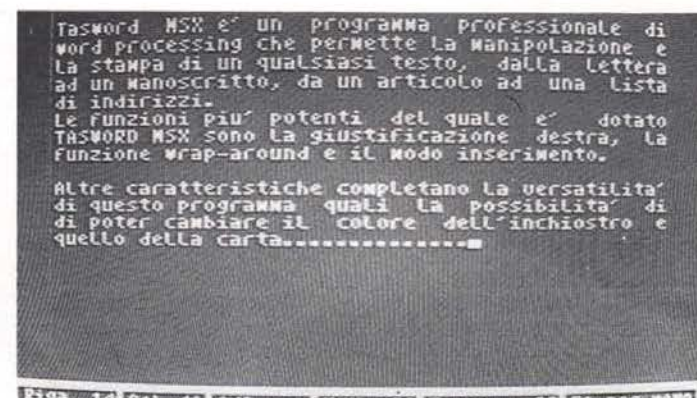 Tasword MSX e´ un programma professionale di
word processing che permette la manipolazione e
la stampa di un qualsiasi testo, dalla lettera
ad un manoscritto, da un articolo ad una lista
di indirizzi.
Le funzioni piu´ potenti del quale e´ dotato
TASWORD MSX sono la giustificazione destra, la
funzione wrap-around e il modo inserimento.
Altre caratteristiche completano la versatilita´
di questo programma quali la possibilita´ di
di poter cambiare il colore dell´inchiostro e
quello della carta...............
Riga